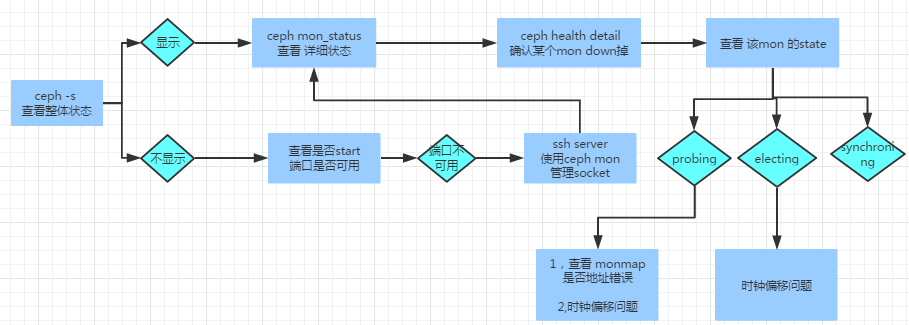 ceph -s
查看整体状态
显示
ceph mon_status
查看 详细状态
ceph health detail
确认某个mon down掉
查看 该mon 的state
不显示
查看是否start
端口是否可用
端口不
可用
ssh server
使用ceph mon
管理socket
probing
electing
synchroni
ng
1，查看 monmap
是否地址错误
2,时钟偏移问题
时钟偏移问题